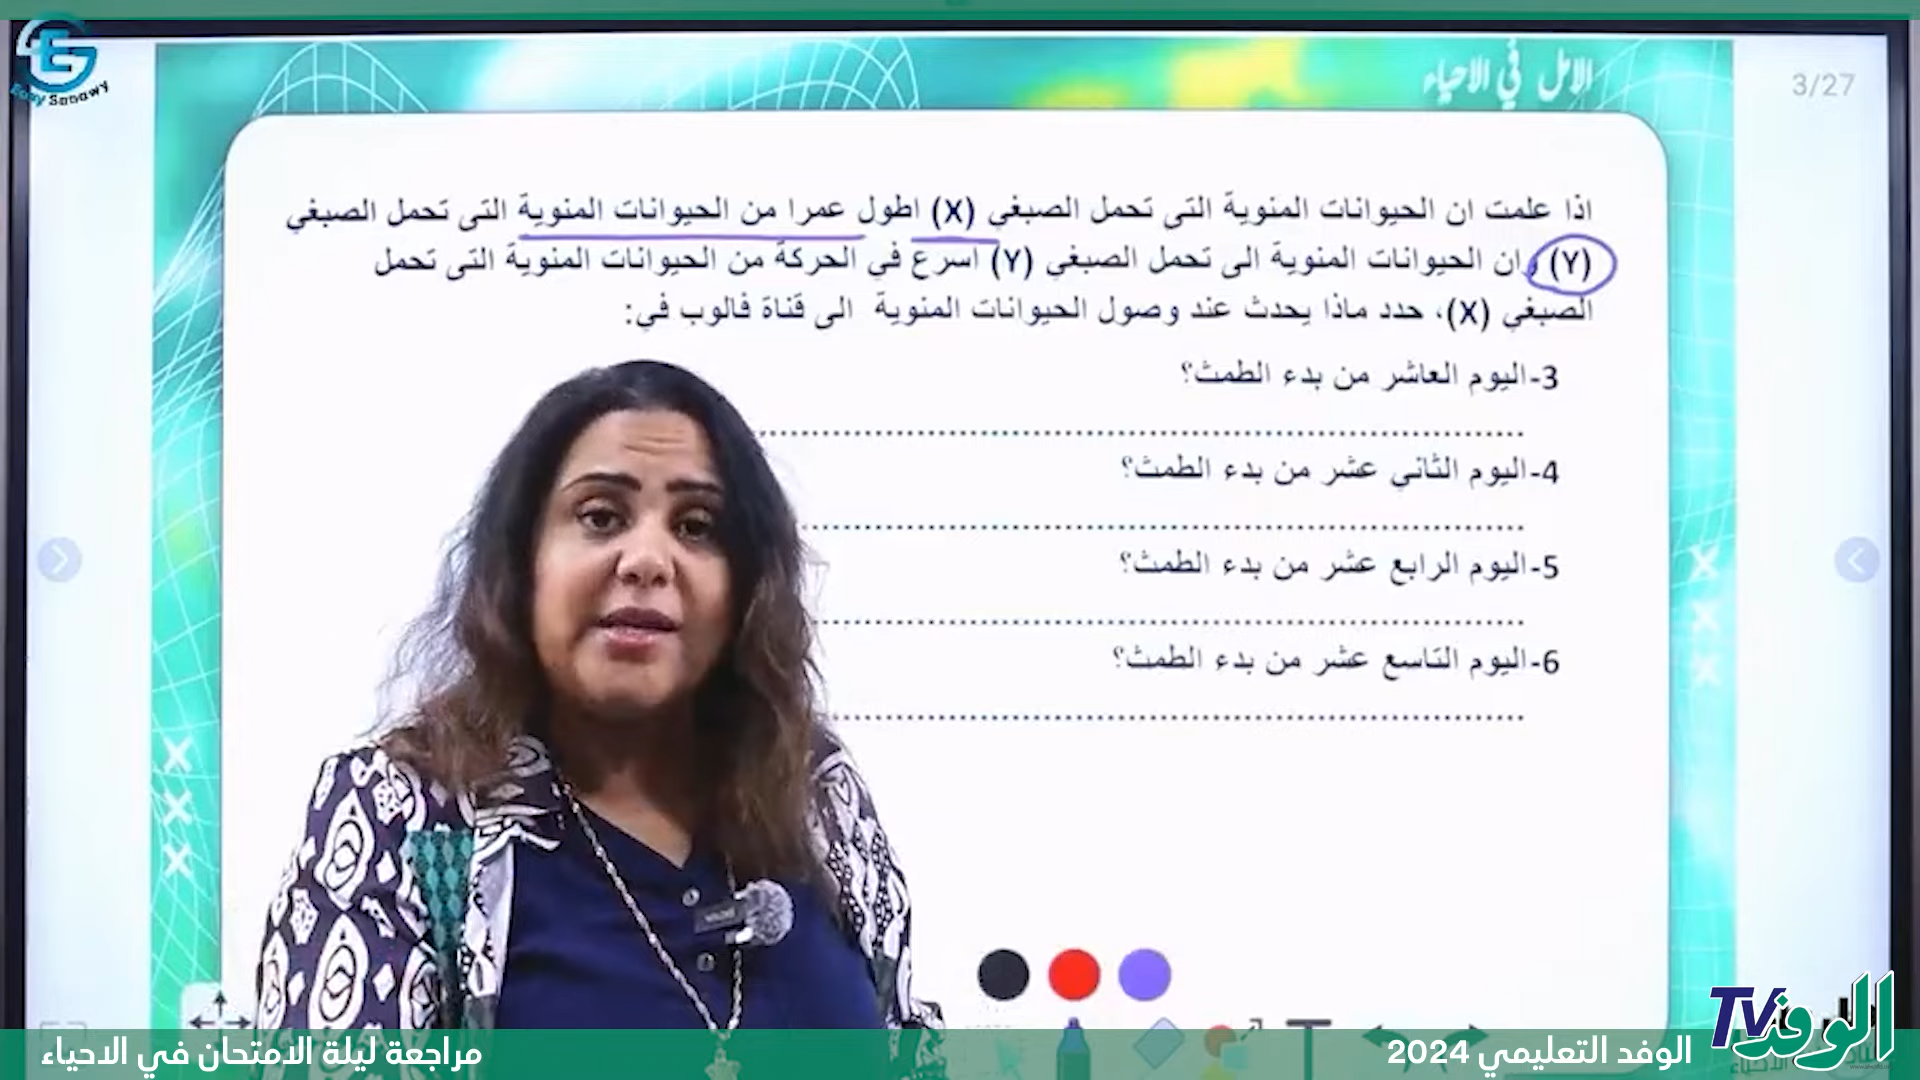 Easy Sanawy
الامل في الاحياء
3/27
اذا علمت ان الحيوانات المنوية التى تحمل الصبغي (X) اطول عمرا من الحيوانات المنوية التى تحمل الصبغي
(Y) وان الحيوانات المنوية الى تحمل الصبغي (Y) اسرع في الحركة من الحيوانات المنوية التى تحمل
الصبغي (X)، حدد ماذا يحدث عند وصول الحيوانات المنوية الى قناة فالوب في:
3-اليوم العاشر من بدء الطمث؟
4-اليوم الثاني عشر من بدء الطمث؟
5-اليوم الرابع عشر من بدء الطمث؟
6-اليوم التاسع عشر من بدء الطمث؟
الوفد TV
الوفد التعليمي 2024
مراجعة ليلة الامتحان في الاحياء